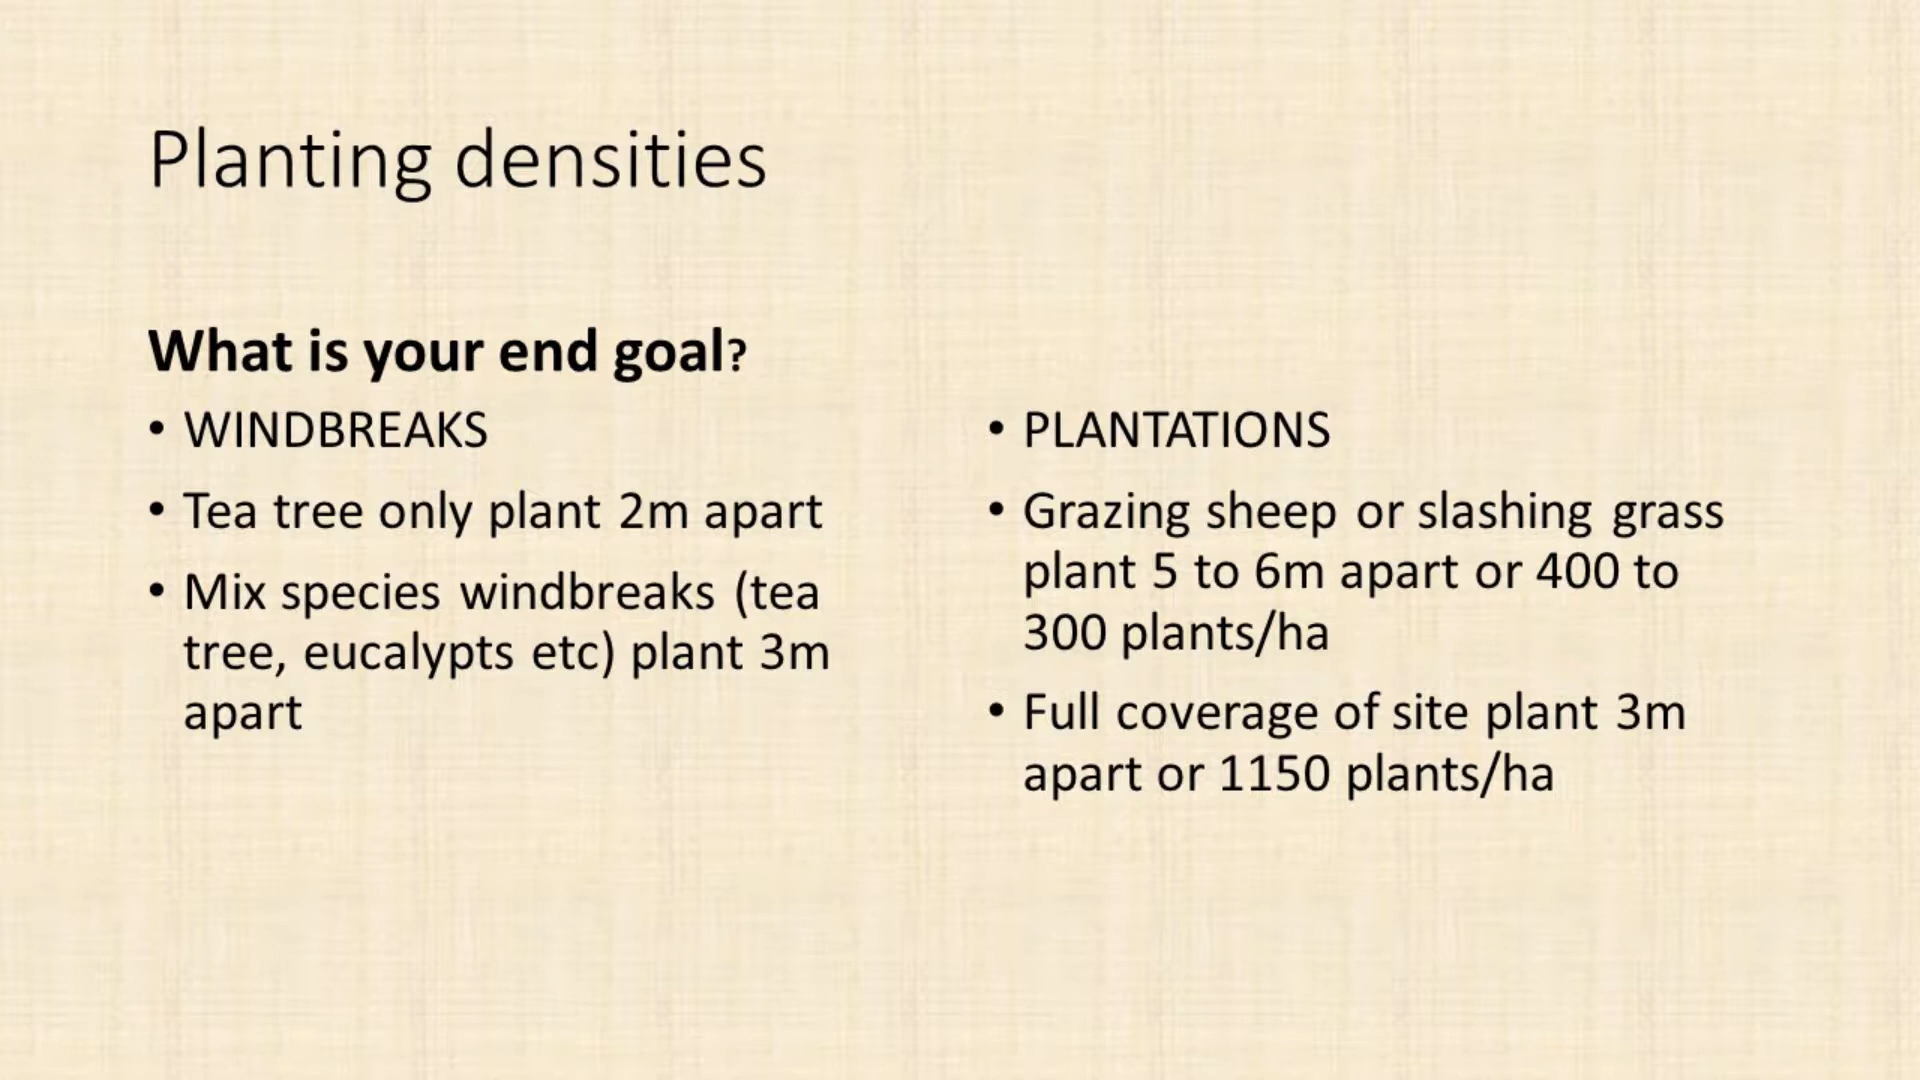 Planting densities
What is your end goal?
• WINDBREAKS
• Tea tree only plant 2m apart
• Mix species windbreaks (tea
tree, eucalypts etc) plant 3m
apart
• PLANTATIONS
• Grazing sheep or slashing grass
plant 5 to 6m apart or 400 to
300 plants/ha
• Full coverage of site plant 3m
apart or 1150 plants/ha